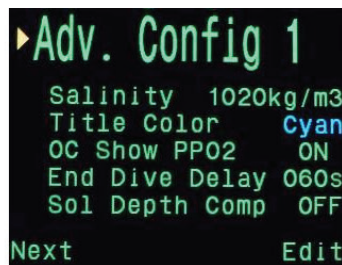 Adv. Config 1
Salinity 1020kg/m3
Title Color Cyan
OC Show PPO2 ON
End Dive Delay 060s
Sol Depth Comp OFF
Next Edit